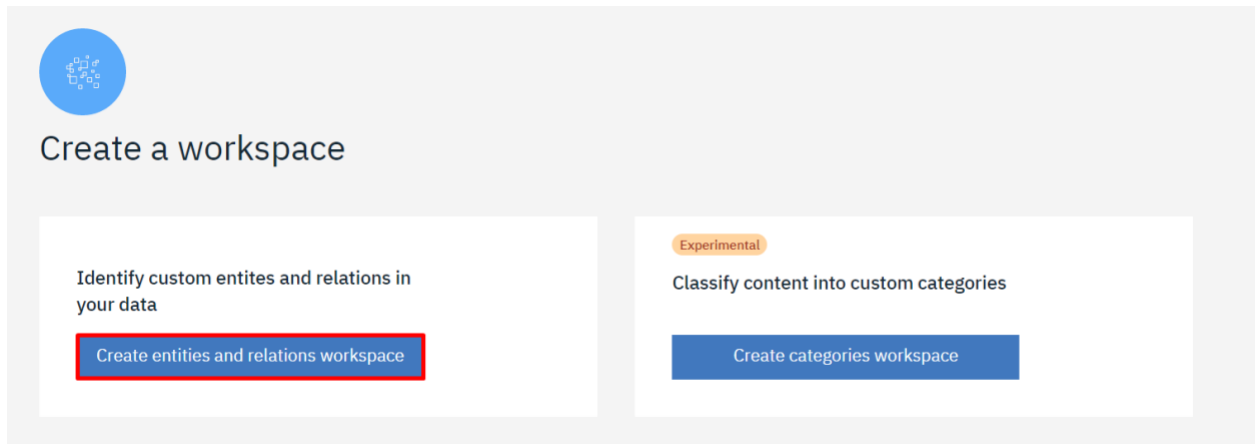 Create a workspace
Identify custom entites and relations in
your data
Create entities and relations workspace
Experimental
Classify content into custom categories
Create categories workspace